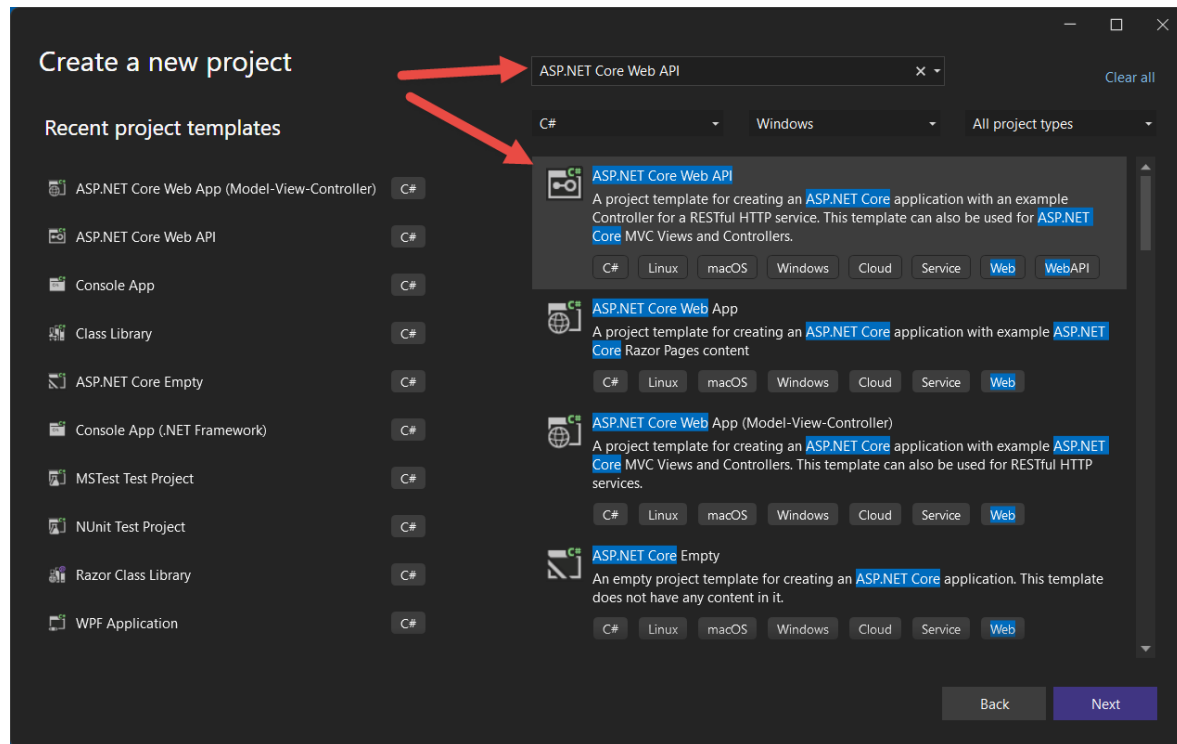 Create a new project
ASP.NET Core Web API
Clear all
Recent project templates
C#
Windows
All project types
ASP.NET Core Web App (Model-View-Controller) C#
ASP.NET Core Web API C#
Console App C#
Class Library C#
ASP.NET Core Empty C#
Console App (.NET Framework) C#
MSTest Test Project C#
NUnit Test Project C#
Razor Class Library C#
WPF Application C#
C#
ASP.NET Core Web API
A project template for creating an ASP.NET Core application with an example
Controller for a RESTful HTTP service. This template can also be used for ASP.NET
Core MVC Views and Controllers.
C# Linux macOS Windows Cloud Service Web WebAPI
C#
ASP.NET Core Web App
A project template for creating an ASP.NET Core application with example ASP.NET
Core Razor Pages content
C# Linux macOS Windows Cloud Service Web
C#
ASP.NET Core Web App (Model-View-Controller)
A project template for creating an ASP.NET Core application with example ASP.NET
Core MVC Views and Controllers. This template can also be used for RESTful HTTP
services.
C# Linux macOS Windows Cloud Service Web
C#
ASP.NET Core Empty
An empty project template for creating an ASP.NET Core application. This template
does not have any content in it.
C# Linux macOS Windows Cloud Service Web
Back
Next